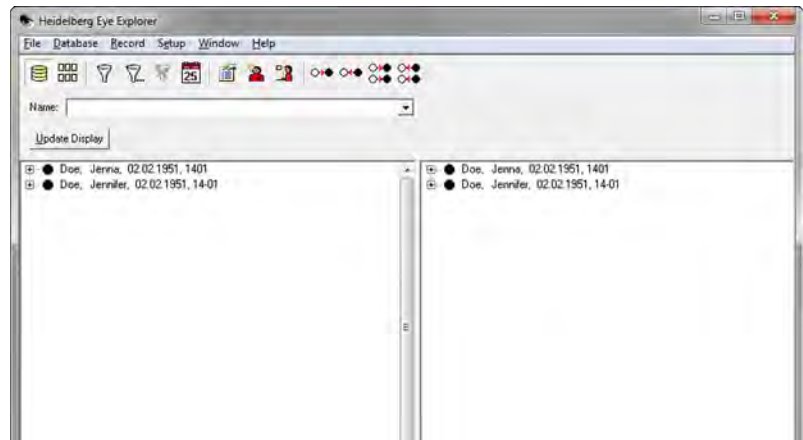 Heidelberg Eye Explorer
File Database Record Setup Window Help
25
Name:
Update Display
Doe, Jenna, 02.02.1951, 1401
Doe, Jennifer, 02.02.1951, 14-01
Doe, Jenna, 02.02.1951, 1401
Doe, Jennifer, 02.02.1951, 14-01